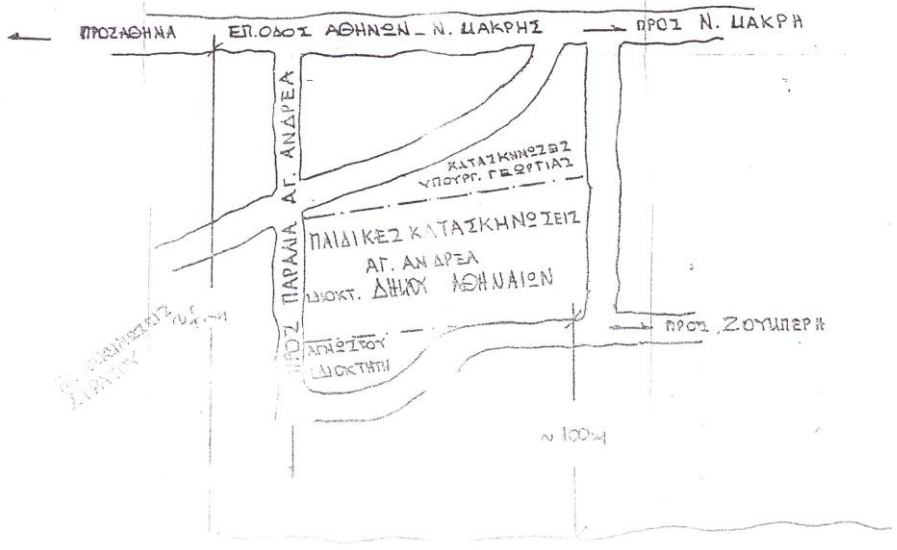 ΠΡΟΣ ΑΘΗΝΑ
ΕΠ.ΟΔΟΣ ΑΘΗΝΩΝ - Ν. ΜΑΚΡΗΣ
ΠΡΟΣ Ν. ΜΑΚΡΗ
ΠΡΟΣ ΠΑΡΑΛΙΑ ΑΓ. ΑΝΔΡΕΑ
ΚΑΤΑΣΚΗΝΩΣΕΙΣ
ΥΠΟΥΡΓ. ΓΕΩΡΓΙΑΣ
ΠΑΙΔΙΚΕΣ ΚΑΤΑΣΚΗΝΩΣΕΙΣ
ΑΓ. ΑΝΔΡΕΑ
ΙΔΙΟΚΤ. ΔΗΜΟΥ ΑΘΗΝΑΙΩΝ
ΑΓΝΩΣΤΟΥ
ΙΔΙΟΚΤΗΤΗ
ΠΡΟΣ ΖΟΥΜΠΕΡΗ
ΣΤΡΑΤΟΥ
~100μ